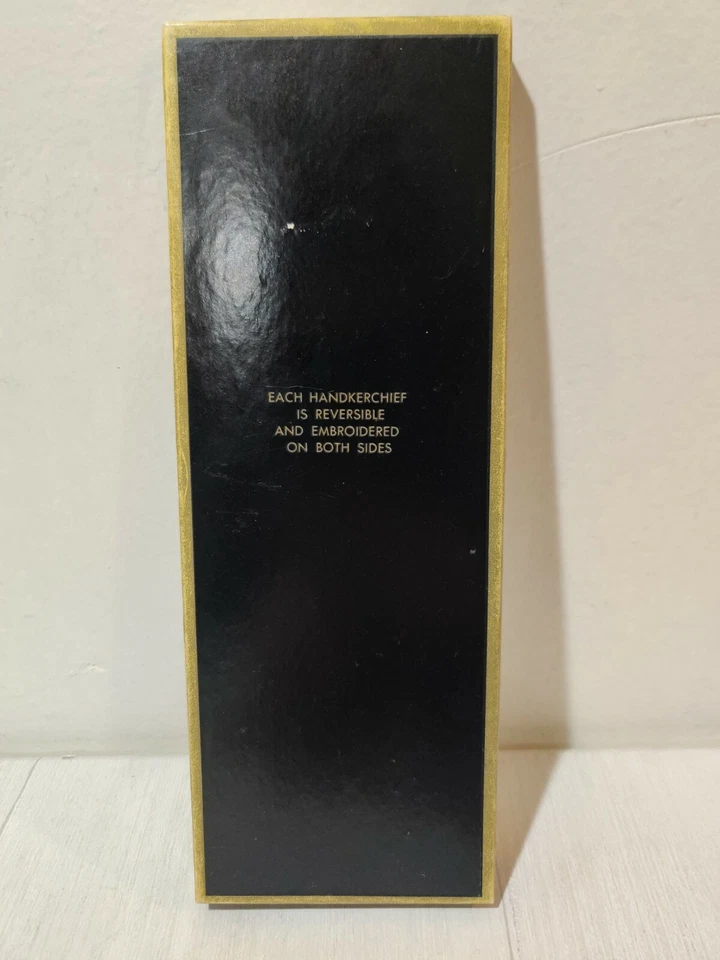 EACH HANDKERCHIEF
IS REVERSIBLE
AND EMBROIDERED
ON BOTH SIDES